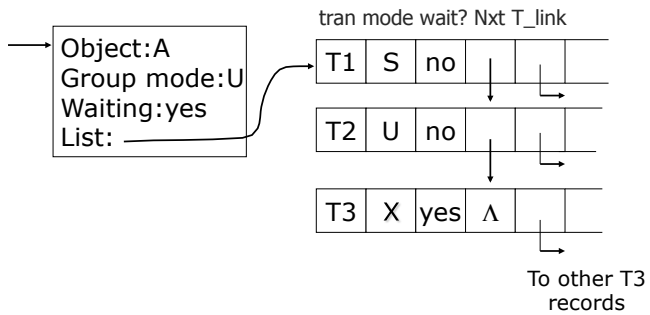 tran mode wait? Nxt T_link
Object:A
Group mode:U
Waiting:yes
List:
T1 S no
T2 U no
T3 X yes Λ
To other T3
records